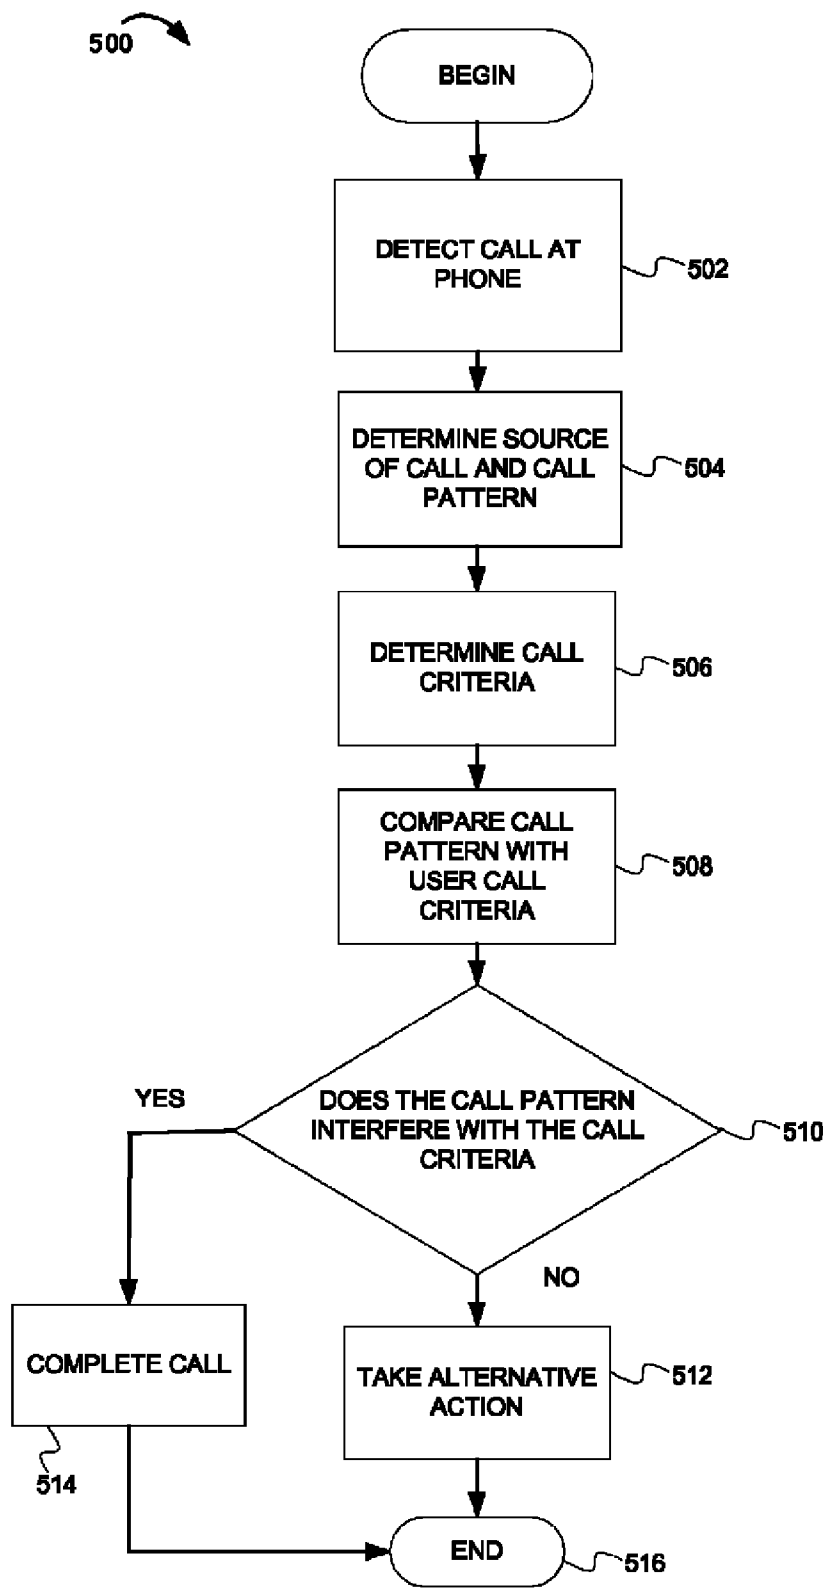 500
BEGIN
DETECT CALL AT
PHONE
502
DETERMINE SOURCE
OF CALL AND CALL
PATTERN
504
DETERMINE CALL
CRITERIA
506
COMPARE CALL
PATTERN WITH
USER CALL
CRITERIA
508
YES
DOES THE CALL PATTERN
INTERFERE WITH THE CALL
CRITERIA
510
NO
COMPLETE CALL
514
TAKE ALTERNATIVE
ACTION
512
END
516